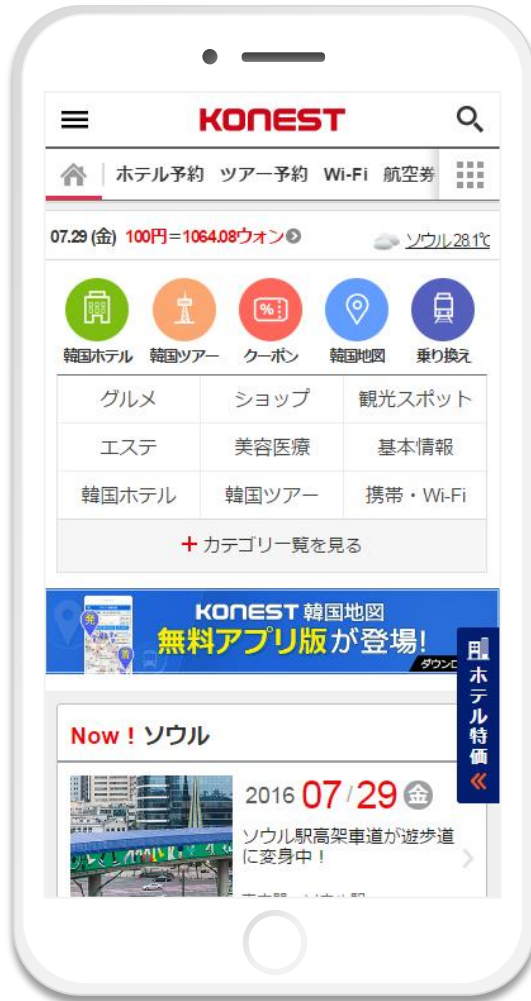 KONEST
ホテル予約 ツアー予約 Wi-Fi 航空券
07.29 (金) 100円=1064.08ウォン
ソウル 28.1℃
韓国ホテル 韓国ツアー クーポン 韓国地図 乗り換え
グルメ ショップ 観光スポット
エステ 美容医療 基本情報
韓国ホテル 韓国ツアー 携帯・Wi-Fi
+ カテゴリ一覧を見る
KONEST 韓国地図
無料アプリ版が登場!
ホテル特価
Now ! ソウル
2016 07/29 金
ソウル駅高架車道が遊歩道
に変身中！